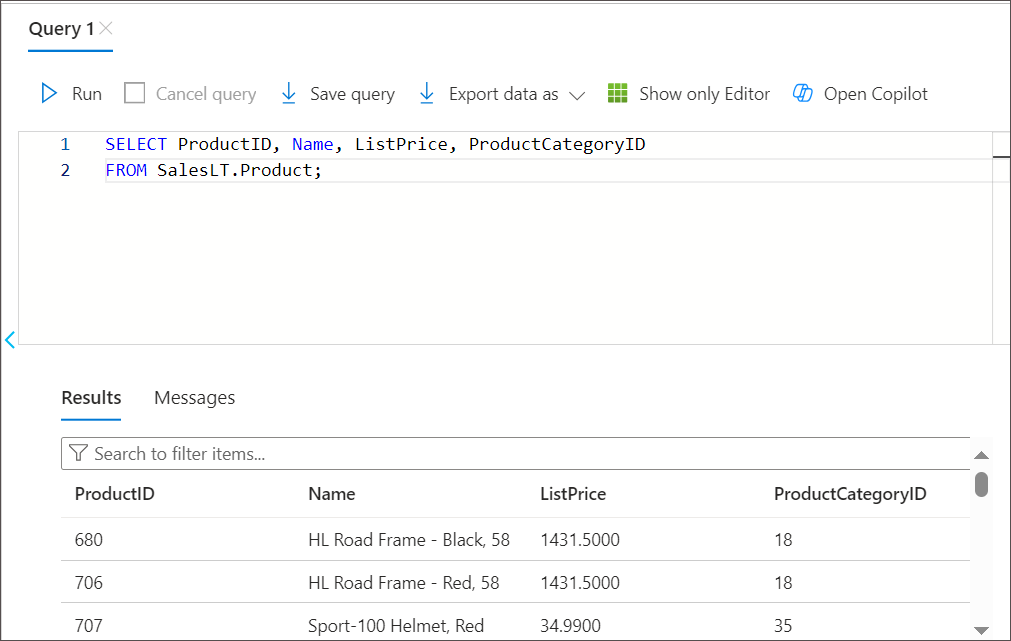 Query 1
Run Cancel query Save query Export data as Show only Editor Open Copilot
1 SELECT ProductID, Name, ListPrice, ProductCategoryID
2 FROM SalesLT.Product;
Results Messages
Search to filter items...
ProductID Name ListPrice ProductCategoryID
680 HL Road Frame - Black, 58 1431.5000 18
706 HL Road Frame - Red, 58 1431.5000 18
707 Sport-100 Helmet, Red 34.9900 35